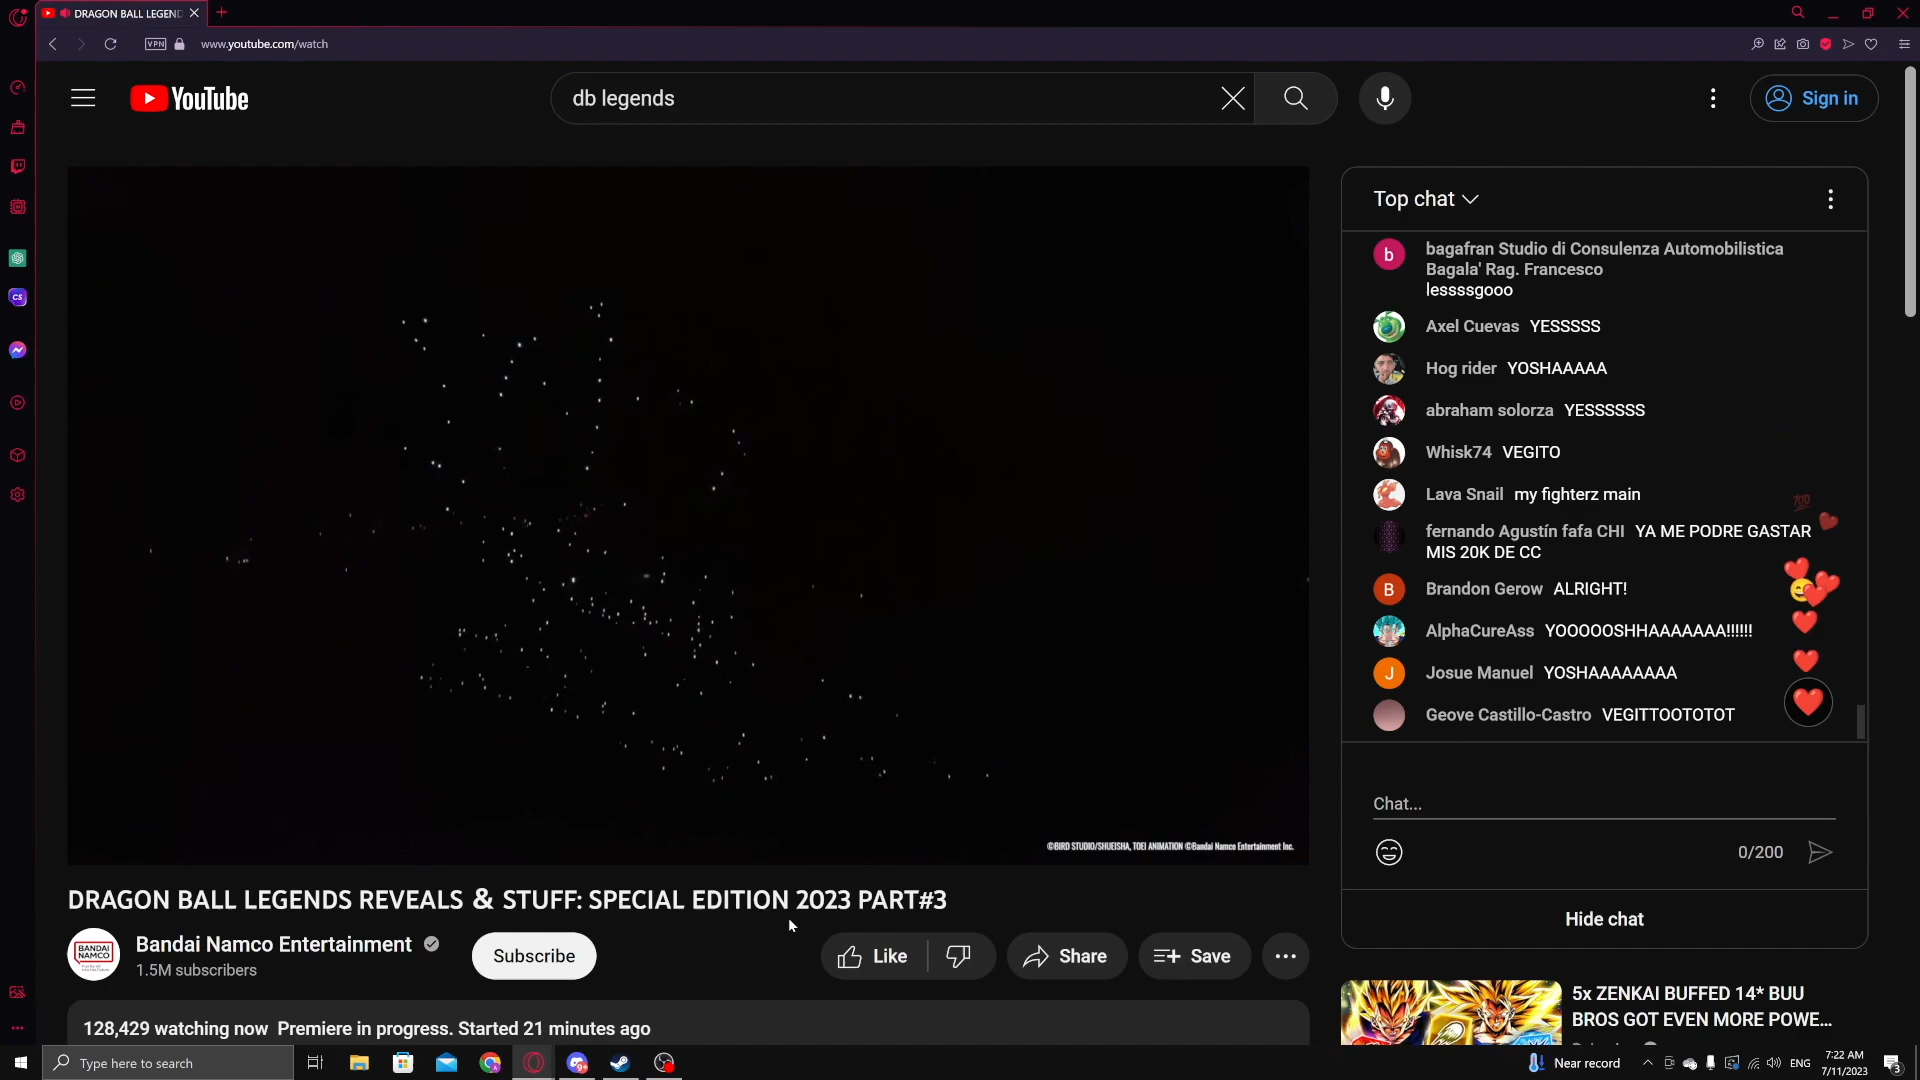 DRAGON BALL LEGEND
VPN
www.youtube.com/watch
YouTube
db legends
Sign in
Top chat
b
bagafran Studio di Consulenza Automobilistica
Bagala' Rag. Francesco
lessssgooo
Axel Cuevas YESSSSS
Hog rider YOSHAAAAA
abraham solorza YESSSSSS
Whisk74 VEGITO
Lava Snail my fighterz main
fernando Agustín fafa CHI YA ME PODRE GASTAR
MIS 20K DE CC
B Brandon Gerow ALRIGHT!
AlphaCureAss YOOOOOSHHAAAAAAA!!!!!!
J Josue Manuel YOSHAAAAAAAA
Geove Castillo-Castro VEGITTOOTOTOT
Chat...
0/200
Hide chat
©BIRD STUDIO/SHUEISHA, TOEI ANIMATION ©Bandai Namco Entertainment Inc.
DRAGON BALL LEGENDS REVEALS & STUFF: SPECIAL EDITION 2023 PART#3
BANDAI
NAMCO
Bandai Namco Entertainment
1.5M subscribers
Subscribe
Like
Share
Save
128,429 watching now Premiere in progress. Started 21 minutes ago
5x ZENKAI BUFFED 14* BUU
BROS GOT EVEN MORE POWE...
Type here to search
Near record
ENG
7:22 AM
7/11/2023
3